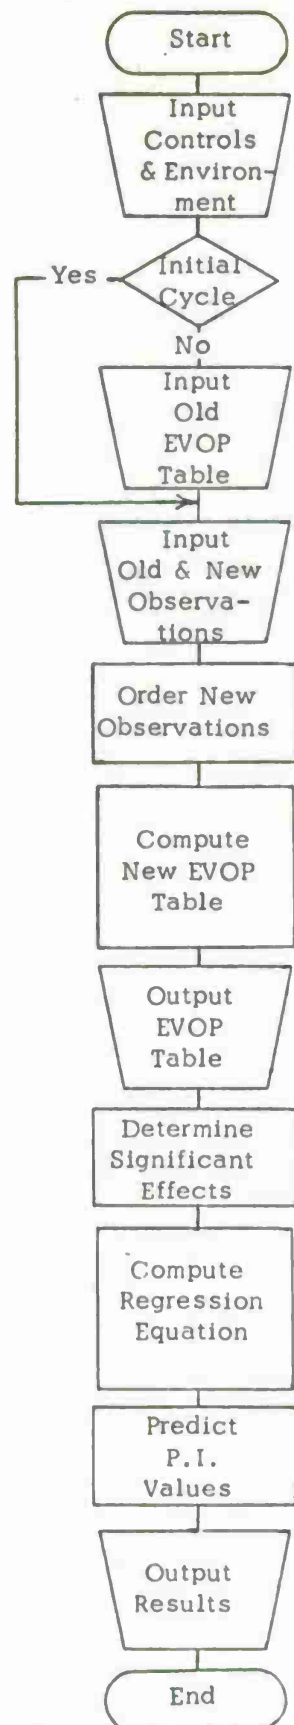 Start
Input
Controls
& Environ-
ment
Yes
Initial
Cycle
No
Input
Old
EVOP
Table
Input
Old & New
Observa-
tions
Order New
Observations
Compute
New EVOP
Table
Output
EVOP
Table
Determine
Significant
Effects
Compute
Regression
Equation
Predict
P.I.
Values
Output
Results
End